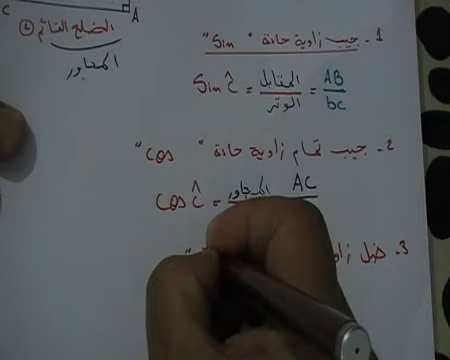 C A
الضلع القائم ②
المجاور
1- جيب زاوية حادة "Sin"
Sin Ĉ = المقابل / الوتر = AB / bc
2- جيب تمام زاوية حادة "cos"
Cos Ĉ = المجاور AC
3- ضل